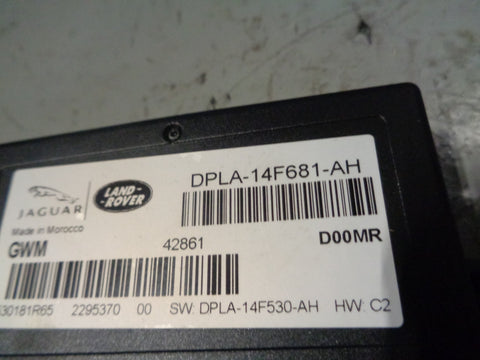 DPLA-14F681-AH
JAGUAR
LAND-
ROVER
Made in Morocco
GWM
42861
D00MR
530181R65 2295370 00 SW: DPLA-14F530-AH HW: C2